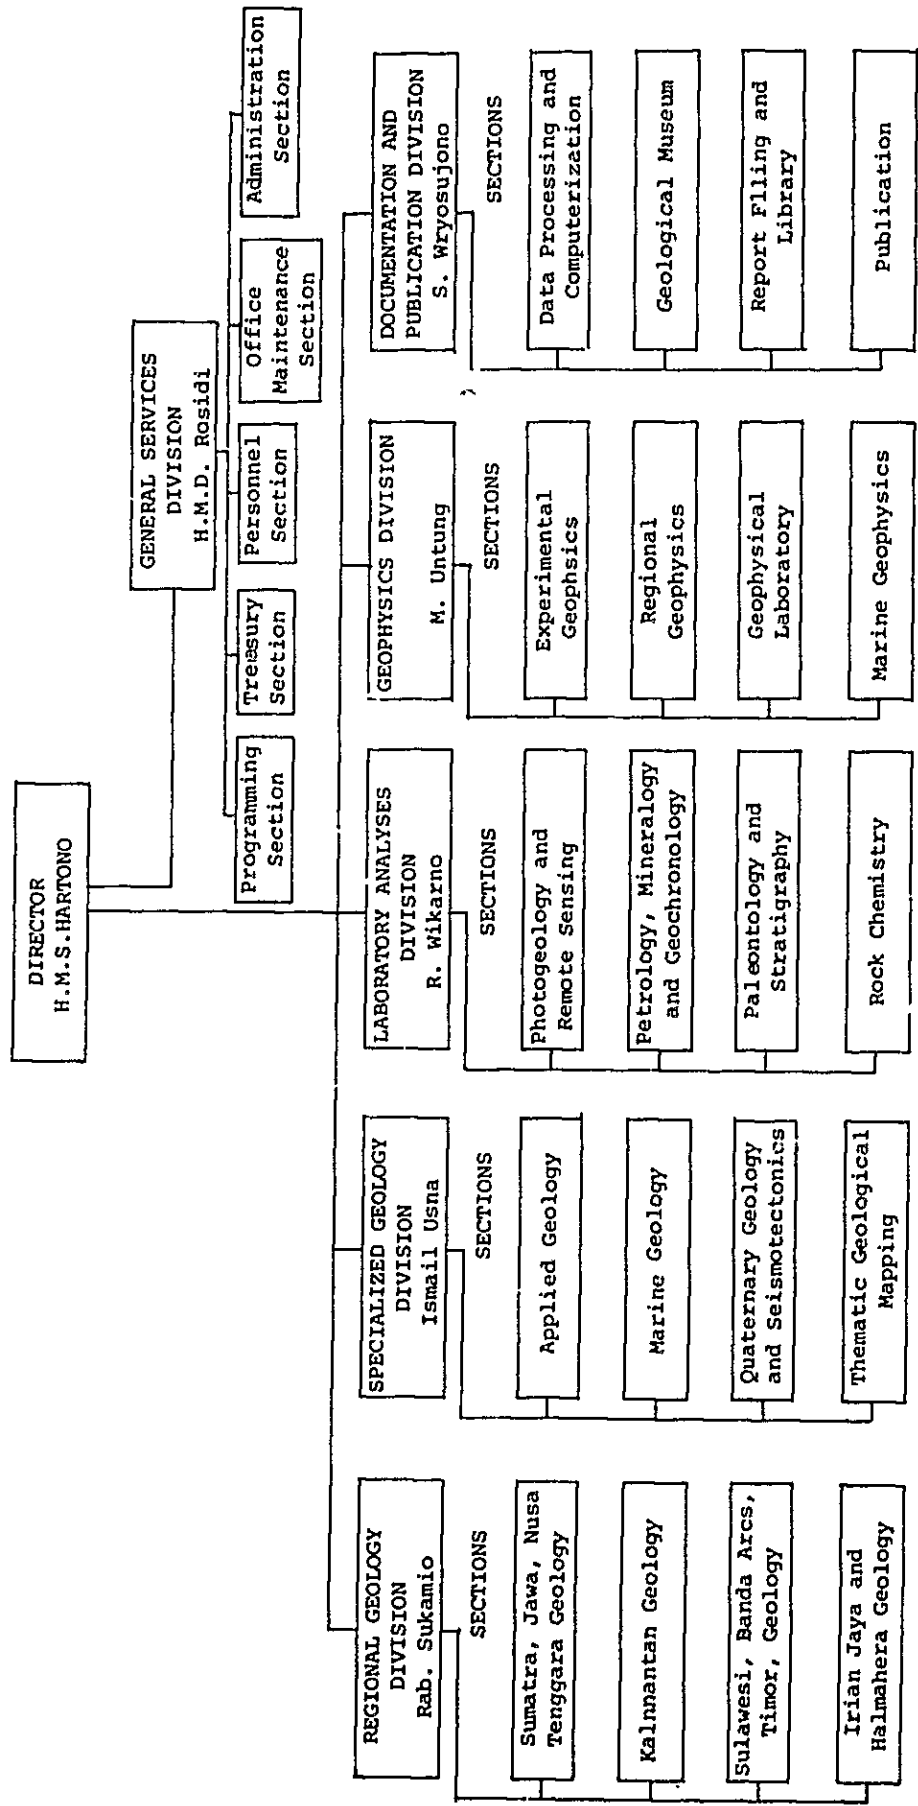 DIRECTOR
H.M.S.HARTONO
GENERAL SERVICES
DIVISION
H.M.D. Rosidi
Programming
Section
Treasury
Section
Personnel
Section
Office
Maintenance
Section
Administration
Section
REGIONAL GEOLOGY
DIVISION
Rab. Sukamio
SECTIONS
Sumatra, Jawa, Nusa
Tenggara Geology
Kalnnantan Geology
Sulawesi, Banda Arcs,
Timor, Geology
Irian Jaya and
Halmahera Geology
SPECIALIZED GEOLOGY
DIVISION
Ismail Usna
SECTIONS
Applied Geology
Marine Geology
Quaternary Geology
and Seismotectonics
Thematic Geological
Mapping
LABORATORY ANALYSES
DIVISION
R. Wikarno
SECTIONS
Photogeology and
Remote Sensing
Petrology, Mineralogy
and Geochronology
Paleontology and
Stratigraphy
Rock Chemistry
GEOPHYSICS DIVISION
M. Untung
SECTIONS
Experimental
Geophsics
Regional
Geophysics
Geophysical
Laboratory
Marine Geophysics
DOCUMENTATION AND
PUBLICATION DIVISION
S. Wryosujono
SECTIONS
Data Processing and
Computerization
Geological Museum
Report Flling and
Library
Publication